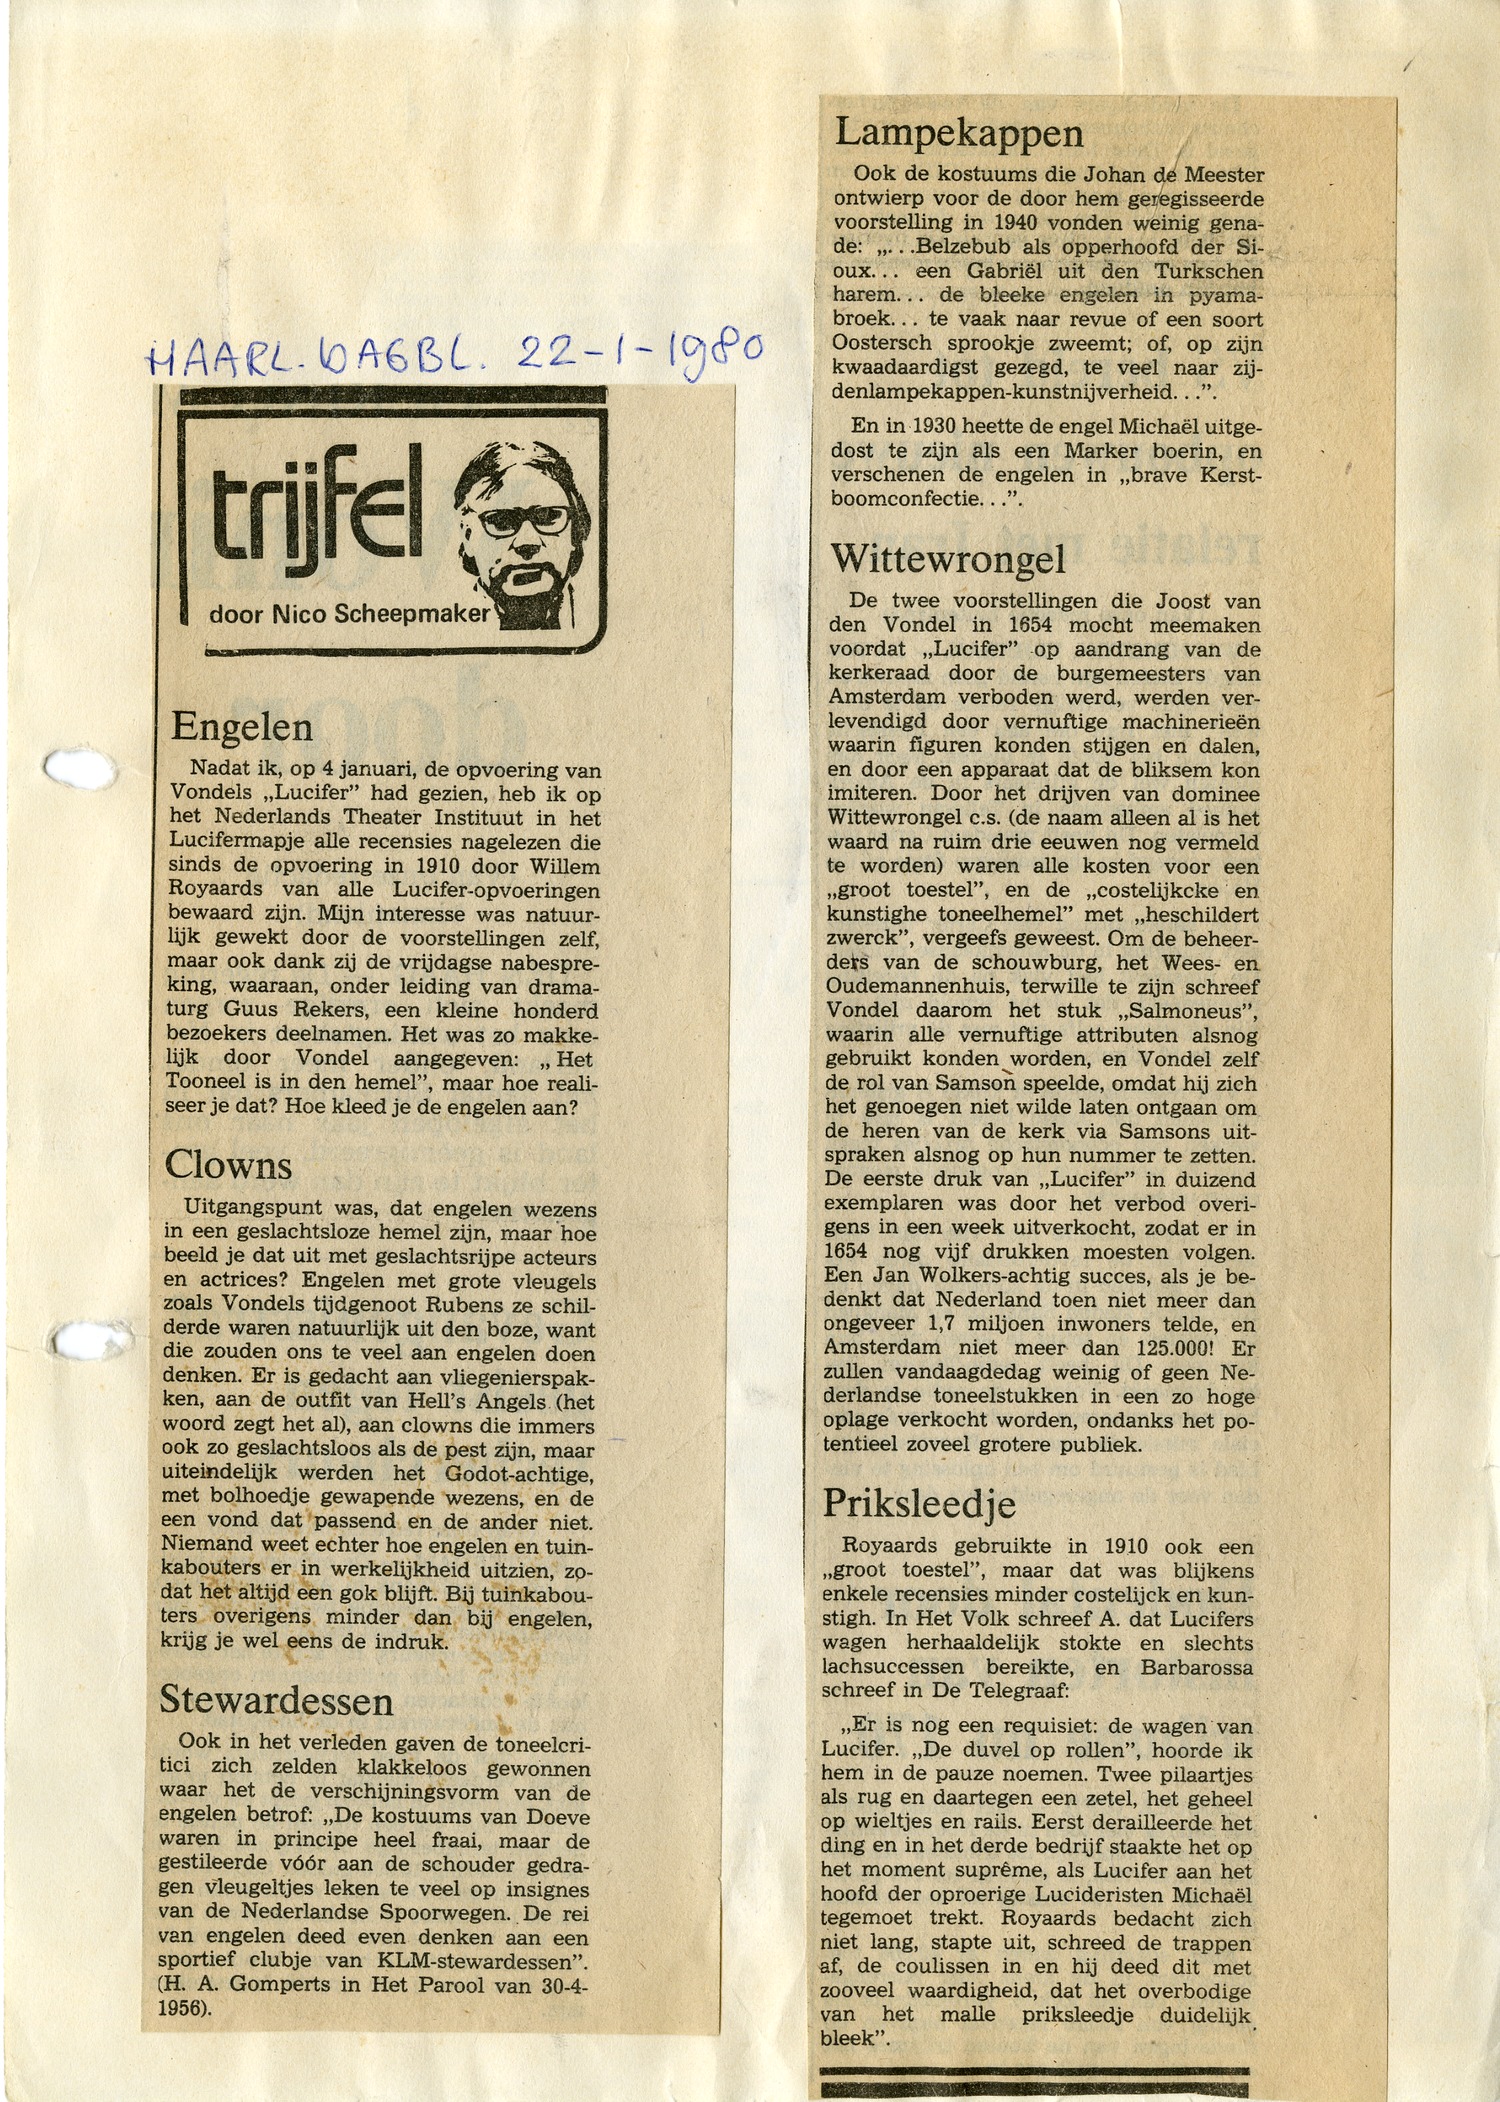 HAARL. DAGBL. 22-1-1980
trijfel
door Nico Scheepmaker
Engelen
Nadat ik, op 4 januari, de opvoering van
Vondels „Lucifer” had gezien, heb ik op
het Nederlands Theater Instituut in het
Lucifermapje alle recensies nagelezen die
sinds de opvoering in 1910 door Willem
Royaards van alle Lucifer-opvoeringen
bewaard zijn. Mijn interesse was natuur-
lijk gewekt door de voorstellingen zelf,
maar ook dank zij de vrijdagse nabespre-
king, waaraan, onder leiding van drama-
turg Guus Rekers, een kleine honderd
bezoekers deelnamen. Het was zo makke-
lijk door Vondel aangegeven: „ Het
Tooneel is in den hemel”, maar hoe reali-
seer je dat? Hoe kleed je de engelen aan?
Clowns
Uitgangspunt was, dat engelen wezens
in een geslachtsloze hemel zijn, maar hoe
beeld je dat uit met geslachtsrijpe acteurs
en actrices? Engelen met grote vleugels
zoals Vondels tijdgenoot Rubens ze schil-
derde waren natuurlijk uit den boze, want
die zouden ons te veel aan engelen doen
denken. Er is gedacht aan vliegenierspak-
ken, aan de outfit van Hell's Angels (het
woord zegt het al), aan clowns die immers
ook zo geslachtsloos als de pest zijn, maar
uiteindelijk werden het Godot-achtige,
met bolhoedje gewapende wezens, en de
een vond dat passend en de ander niet.
Niemand weet echter hoe engelen en tuin-
kabouters er in werkelijkheid uitzien, zo-
dat het altijd een gok blijft. Bij tuinkabou-
ters overigens minder dan bij engelen,
krijg je wel eens de indruk.
Stewardessen
Ook in het verleden gaven de toneelcri-
tici zich zelden klakkeloos gewonnen
waar het de verschijningsvorm van de
engelen betrof: „De kostuums van Doeve
waren in principe heel fraai, maar de
gestileerde vóór aan de schouder gedra-
gen vleugeltjes leken te veel op insignes
van de Nederlandse Spoorwegen. De rei
van engelen deed even denken aan een
sportief clubje van KLM-stewardessen”.
(H. A. Gomperts in Het Parool van 30-4-
1956).
Lampekappen
Ook de kostuums die Johan de Meester
ontwierp voor de door hem geregisseerde
voorstelling in 1940 vonden weinig gena-
de: „...Belzebub als opperhoofd der Si-
oux... een Gabriël uit den Turkschen
harem... de bleeke engelen in pyama-
broek... te vaak naar revue of een soort
Oostersch sprookje zweemt; of, op zijn
kwaadaardigst gezegd, te veel naar zij-
denlampekappen-kunstnijverheid...”.
En in 1930 heette de engel Michaël uitge-
dost te zijn als een Marker boerin, en
verschenen de engelen in „brave Kerst-
boomconfectie...”.
Wittewrongel
De twee voorstellingen die Joost van
den Vondel in 1654 mocht meemaken
voordat „Lucifer” op aandrang van de
kerkeraad door de burgemeesters van
Amsterdam verboden werd, werden ver-
levendigd door vernuftige machinerieën
waarin figuren konden stijgen en dalen,
en door een apparaat dat de bliksem kon
imiteren. Door het drijven van dominee
Wittewrongel c.s. (de naam alleen al is het
waard na ruim drie eeuwen nog vermeld
te worden) waren alle kosten voor een
„groot toestel”, en de „costelijkcke en
kunstighe toneelhemel” met „heschildert
zwerck”, vergeefs geweest. Om de beheer-
ders van de schouwburg, het Wees- en
Oudemannenhuis, terwille te zijn schreef
Vondel daarom het stuk „Salmoneus”,
waarin alle vernuftige attributen alsnog
gebruikt konden worden, en Vondel zelf
de rol van Samson speelde, omdat hij zich
het genoegen niet wilde laten ontgaan om
de heren van de kerk via Samsons uit-
spraken alsnog op hun nummer te zetten.
De eerste druk van „Lucifer” in duizend
exemplaren was door het verbod overi-
gens in een week uitverkocht, zodat er in
1654 nog vijf drukken moesten volgen.
Een Jan Wolkers-achtig succes, als je be-
denkt dat Nederland toen niet meer dan
ongeveer 1,7 miljoen inwoners telde, en
Amsterdam niet meer dan 125.000! Er
zullen vandaagdedag weinig of geen Ne-
derlandse toneelstukken in een zo hoge
oplage verkocht worden, ondanks het po-
tentieel zoveel grotere publiek.
Priksleedje
Royaards gebruikte in 1910 ook een
„groot toestel”, maar dat was blijkens
enkele recensies minder costelijck en kun-
stigh. In Het Volk schreef A. dat Lucifers
wagen herhaaldelijk stokte en slechts
lachsuccessen bereikte, en Barbarossa
schreef in De Telegraaf:
„Er is nog een requisiet: de wagen van
Lucifer. „De duvel op rollen”, hoorde ik
hem in de pauze noemen. Twee pilaartjes
als rug en daartegen een zetel, het geheel
op wieltjes en rails. Eerst derailleerde het
ding en in het derde bedrijf staakte het op
het moment suprême, als Lucifer aan het
hoofd der oproerige Lucideristen Michaël
tegemoet trekt. Royaards bedacht zich
niet lang, stapte uit, schreed de trappen
af, de coulissen in en hij deed dit met
zooveel waardigheid, dat het overbodige
van het malle priksleedje duidelijk
bleek”.